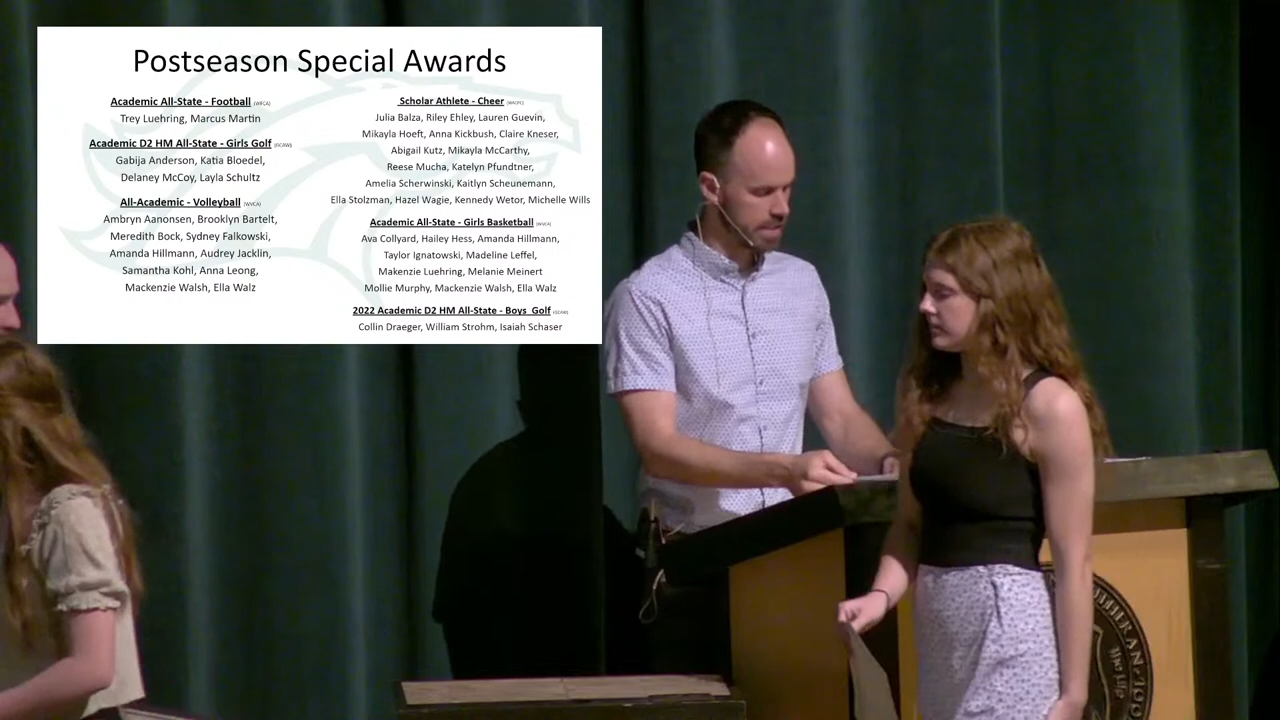 Postseason Special Awards
Academic All-State - Football (WFCA)
Trey Luehring, Marcus Martin
Academic D2 HM All-State - Girls Golf (GCAW)
Gabija Anderson, Katia Bloedel,
Delaney McCoy, Layla Schultz
All-Academic - Volleyball (WVCA)
Ambryn Aanonsen, Brooklyn Bartelt,
Meredith Bock, Sydney Falkowski,
Amanda Hillmann, Audrey Jacklin,
Samantha Kohl, Anna Leong,
Mackenzie Walsh, Ella Walz
Scholar Athlete - Cheer
Julia Balza, Riley Ehley, Lauren Guevin,
Mikayla Hoeft, Anna Kickbush, Claire Kneser,
Abigail Kutz, Mikayla McCarthy,
Reese Mucha, Katelyn Pfundtner,
Amelia Scherwinski, Kaitlyn Scheunemann,
Ella Stolzman, Hazel Wagie, Kennedy Wetor, Michelle Wills
Academic All-State - Girls Basketball
Ava Collyard, Hailey Hess, Amanda Hillmann,
Taylor Ignatowski, Madeline Leffel,
Makenzie Luehring, Melanie Meinert
Mollie Murphy, Mackenzie Walsh, Ella Walz
2022 Academic D2 HM All-State - Boys Golf
Collin Draeger, William Strohm, Isaiah Schaser